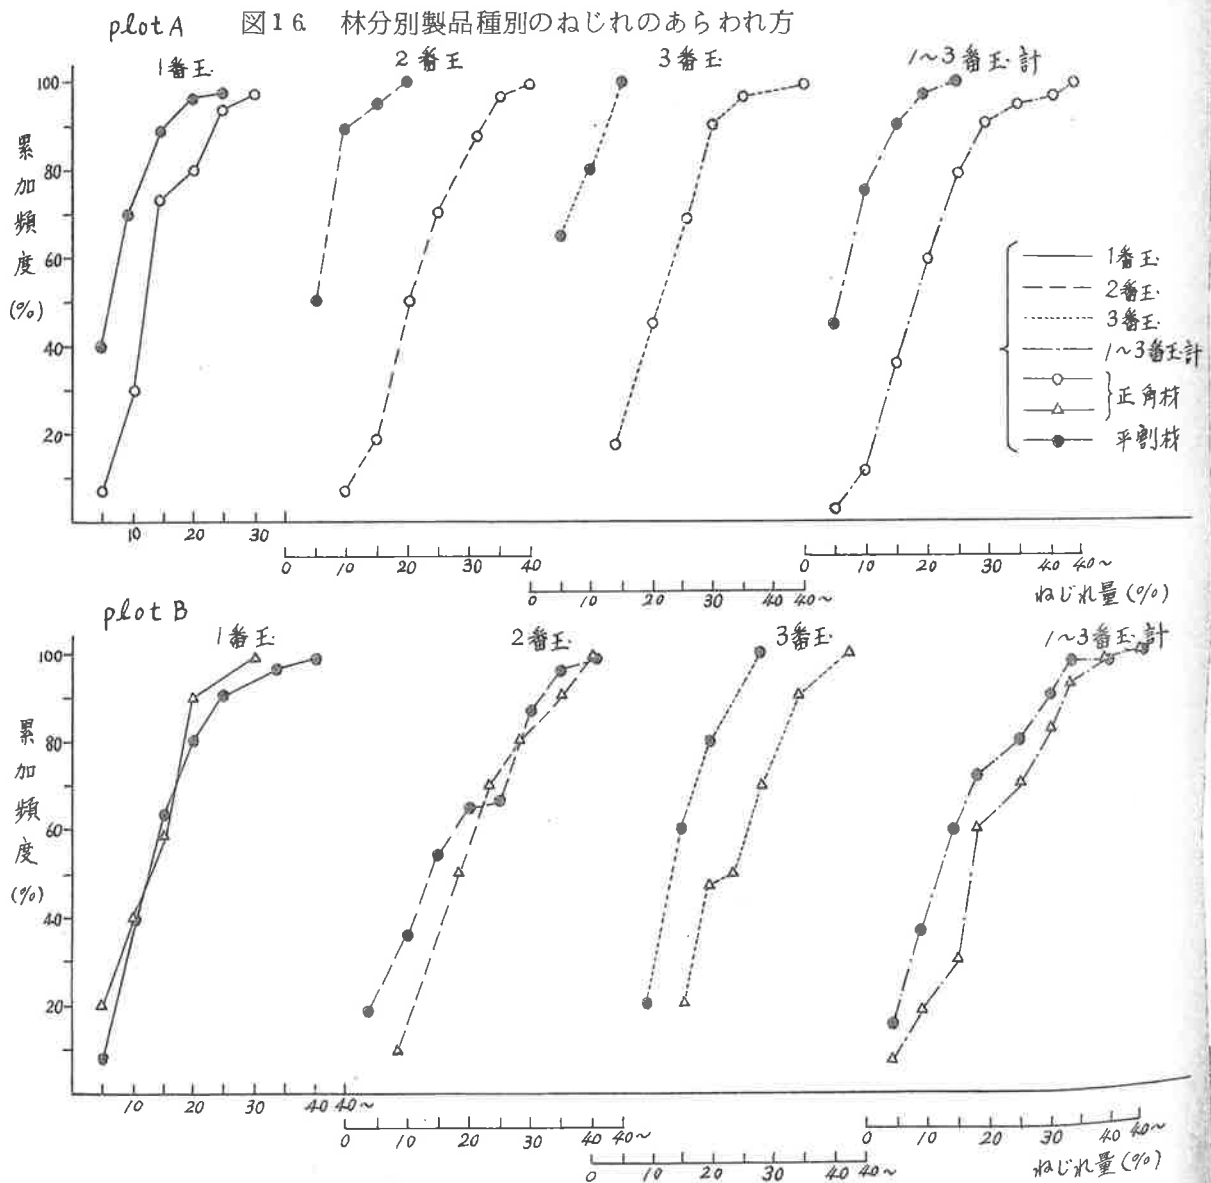 図16. 林分別製品種別のねじれのあらわれ方
plot A
1番玉
2番玉
3番玉
1〜3番玉計
累加頻度(%)
100
80
60
40
20
1番玉
2番玉
3番玉
1〜3番玉計
正角材
平割材
10 20 30
0 10 20 30 40
0 10 20 30 40 40〜
0 10 20 30 40 40〜
ねじれ量(%)
plot B
1番玉
2番玉
3番玉
1〜3番玉計
累加頻度(%)
100
80
60
40
20
10 20 30 40 40〜
0 10 20 30 40 40〜
0 10 20 30 40 40〜
0 10 20 30 40 40〜
ねじれ量(%)